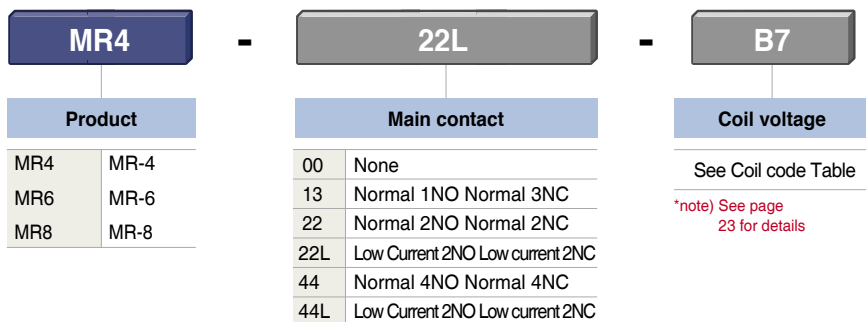 MR4 - 22L - B7
Product
MR4 MR-4
MR6 MR-6
MR8 MR-8
Main contact
00 None
13 Normal 1NO Normal 3NC
22 Normal 2NO Normal 2NC
22L Low Current 2NO Low current 2NC
44 Normal 4NO Normal 4NC
44L Low Current 2NO Low current 2NC
Coil voltage
See Coil code Table
*note) See page
23 for details